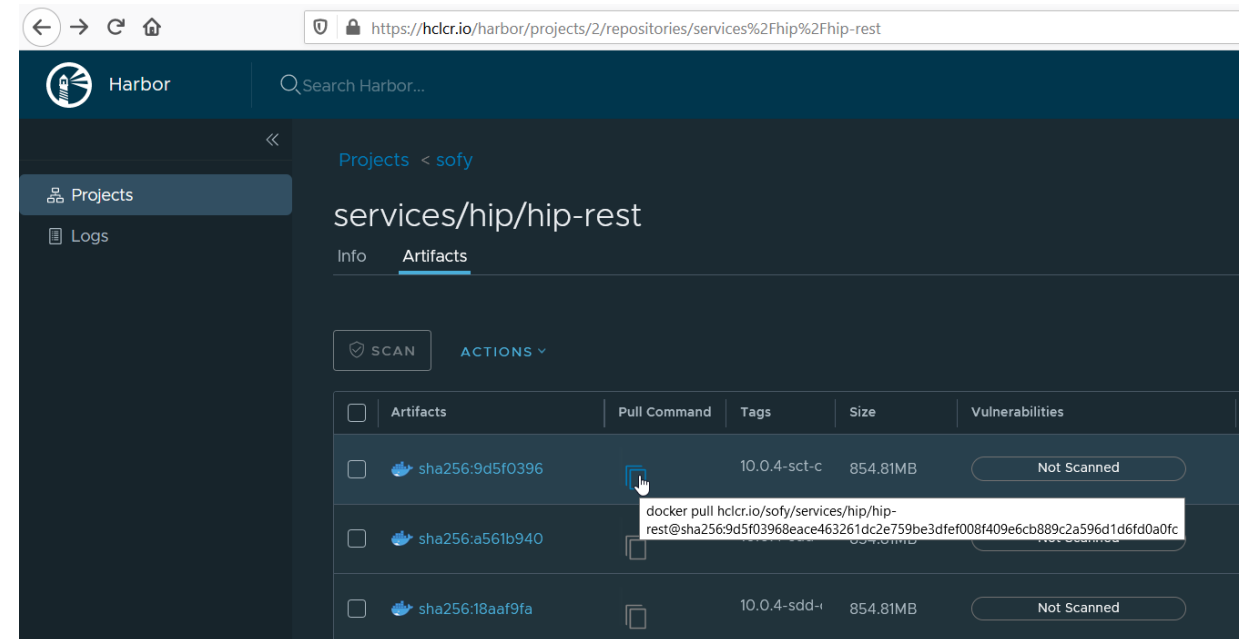 https://hclcr.io/harbor/projects/2/repositories/services%2Fhip%2Fhip-rest
Harbor
Search Harbor...
Projects < sofy
Projects
services/hip/hip-rest
Logs
Info Artifacts
SCAN ACTIONS
Artifacts Pull Command Tags Size Vulnerabilities
sha256:9d5f0396 10.0.4-sct-c 854.81MB Not Scanned
docker pull hclcr.io/sofy/services/hip/hip-
rest@sha256:9d5f03968eace463261dc2e759be3dfef008f409e6cb889c2a596d1d6fd0a0fc
sha256:a561b940
sha256:18aaf9fa 10.0.4-sdd- 854.81MB Not Scanned